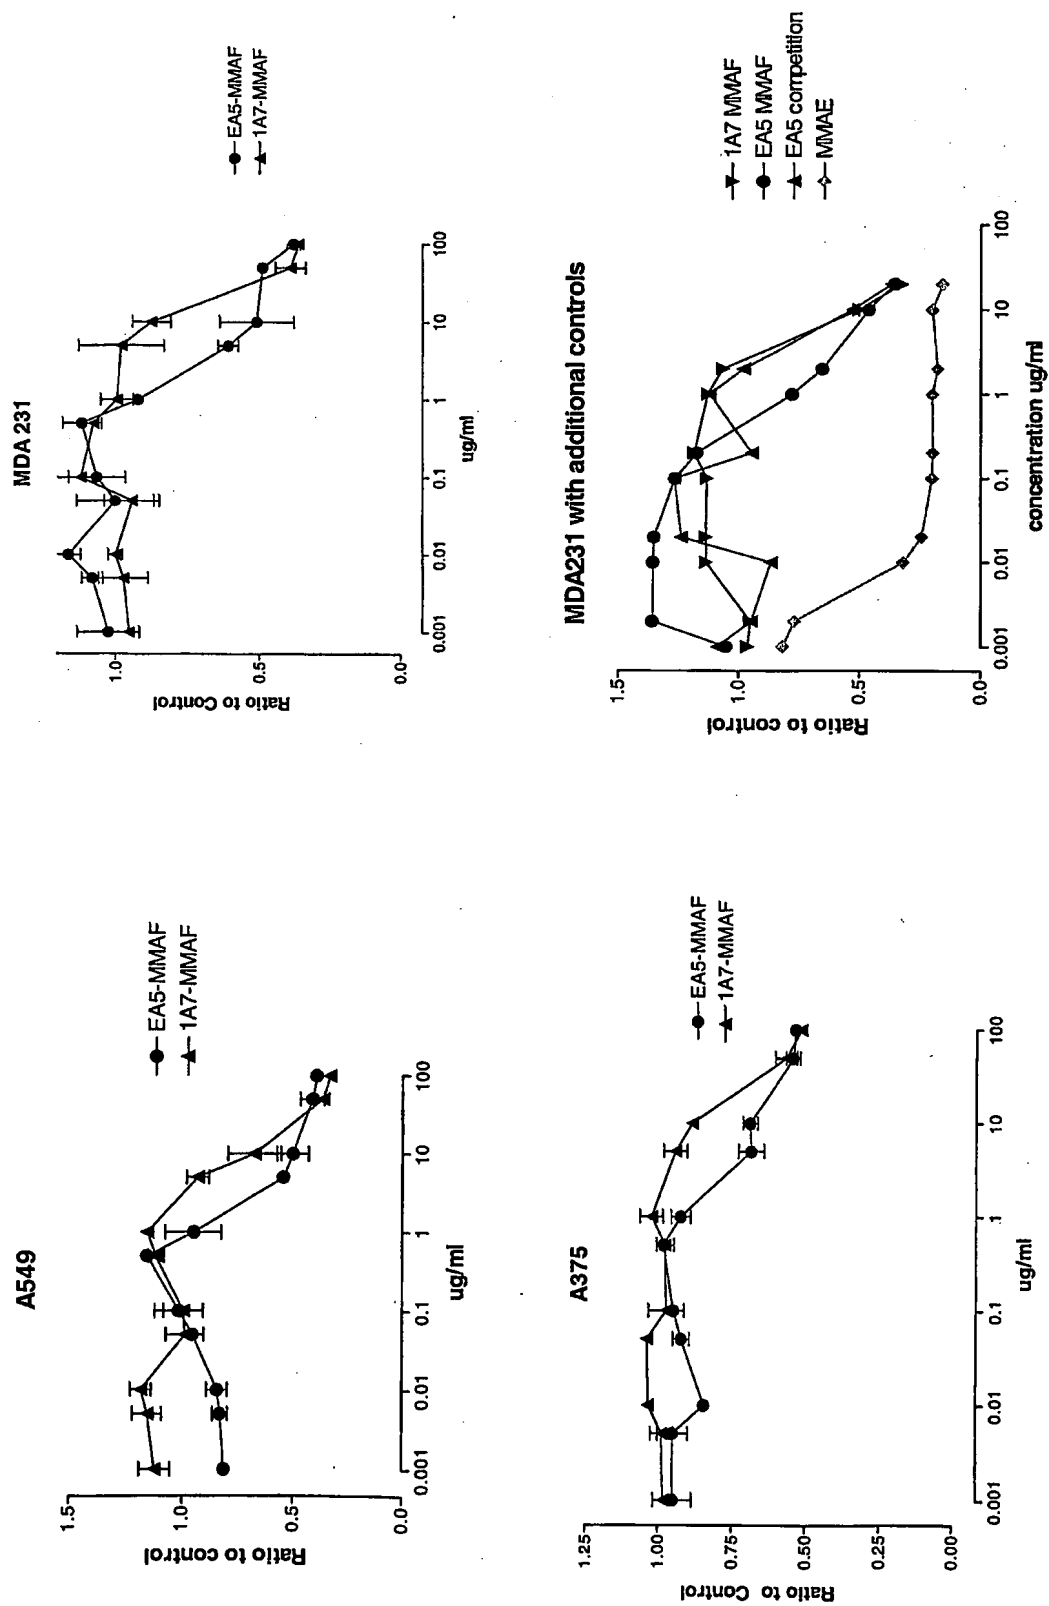 A549
Ratio to control
1.5
1.0
0.5
0.0
0.001
0.01
0.1
1
10
100
ug/ml
EA5-MMAF
1A7-MMAF
MDA 231
Ratio to Control
1.0
0.5
0.0
0.001
0.01
0.1
1
10
100
ug/ml
EA5-MMAF
1A7-MMAF
A375
Ratio to Control
1.25
1.00
0.75
0.50
0.25
0.00
0.001
0.01
0.1
1
10
100
ug/ml
EA5-MMAF
1A7-MMAF
MDA231 with additional controls
Ratio to control
1.5
1.0
0.5
0.0
0.001
0.01
0.1
1
10
100
concentration ug/ml
1A7 MMAF
EA5 MMAF
EA5 competition
MMAE